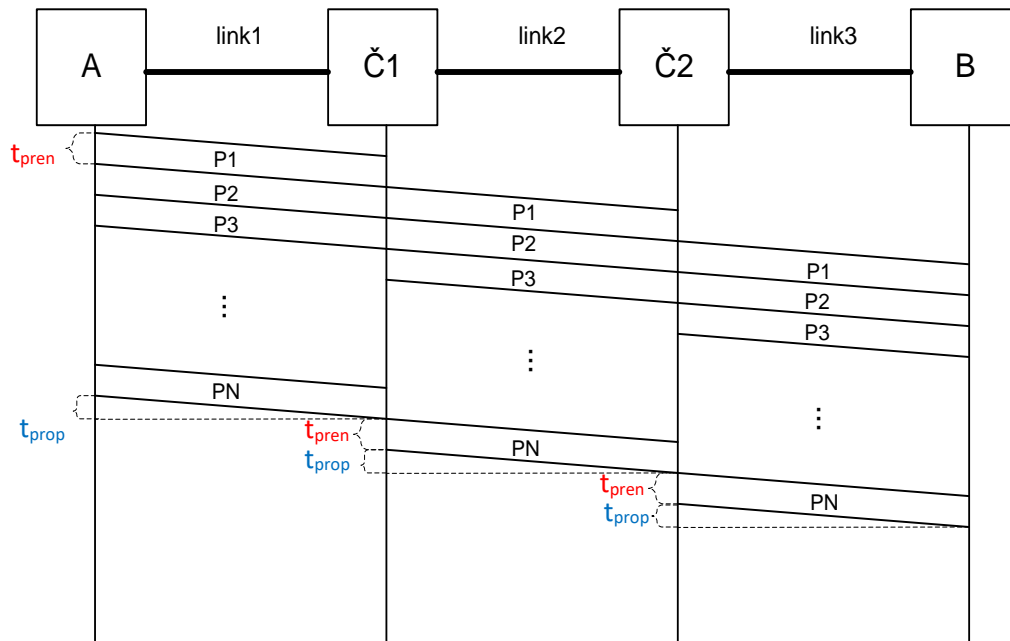 link1 link2 link3
A Č1 Č2 B
tpren
P1
P2 P1
P3 P2
P3 P1
P2
P3
⋮
⋮
⋮
PN
tprop tpren
tprop PN
tpren
tprop PN